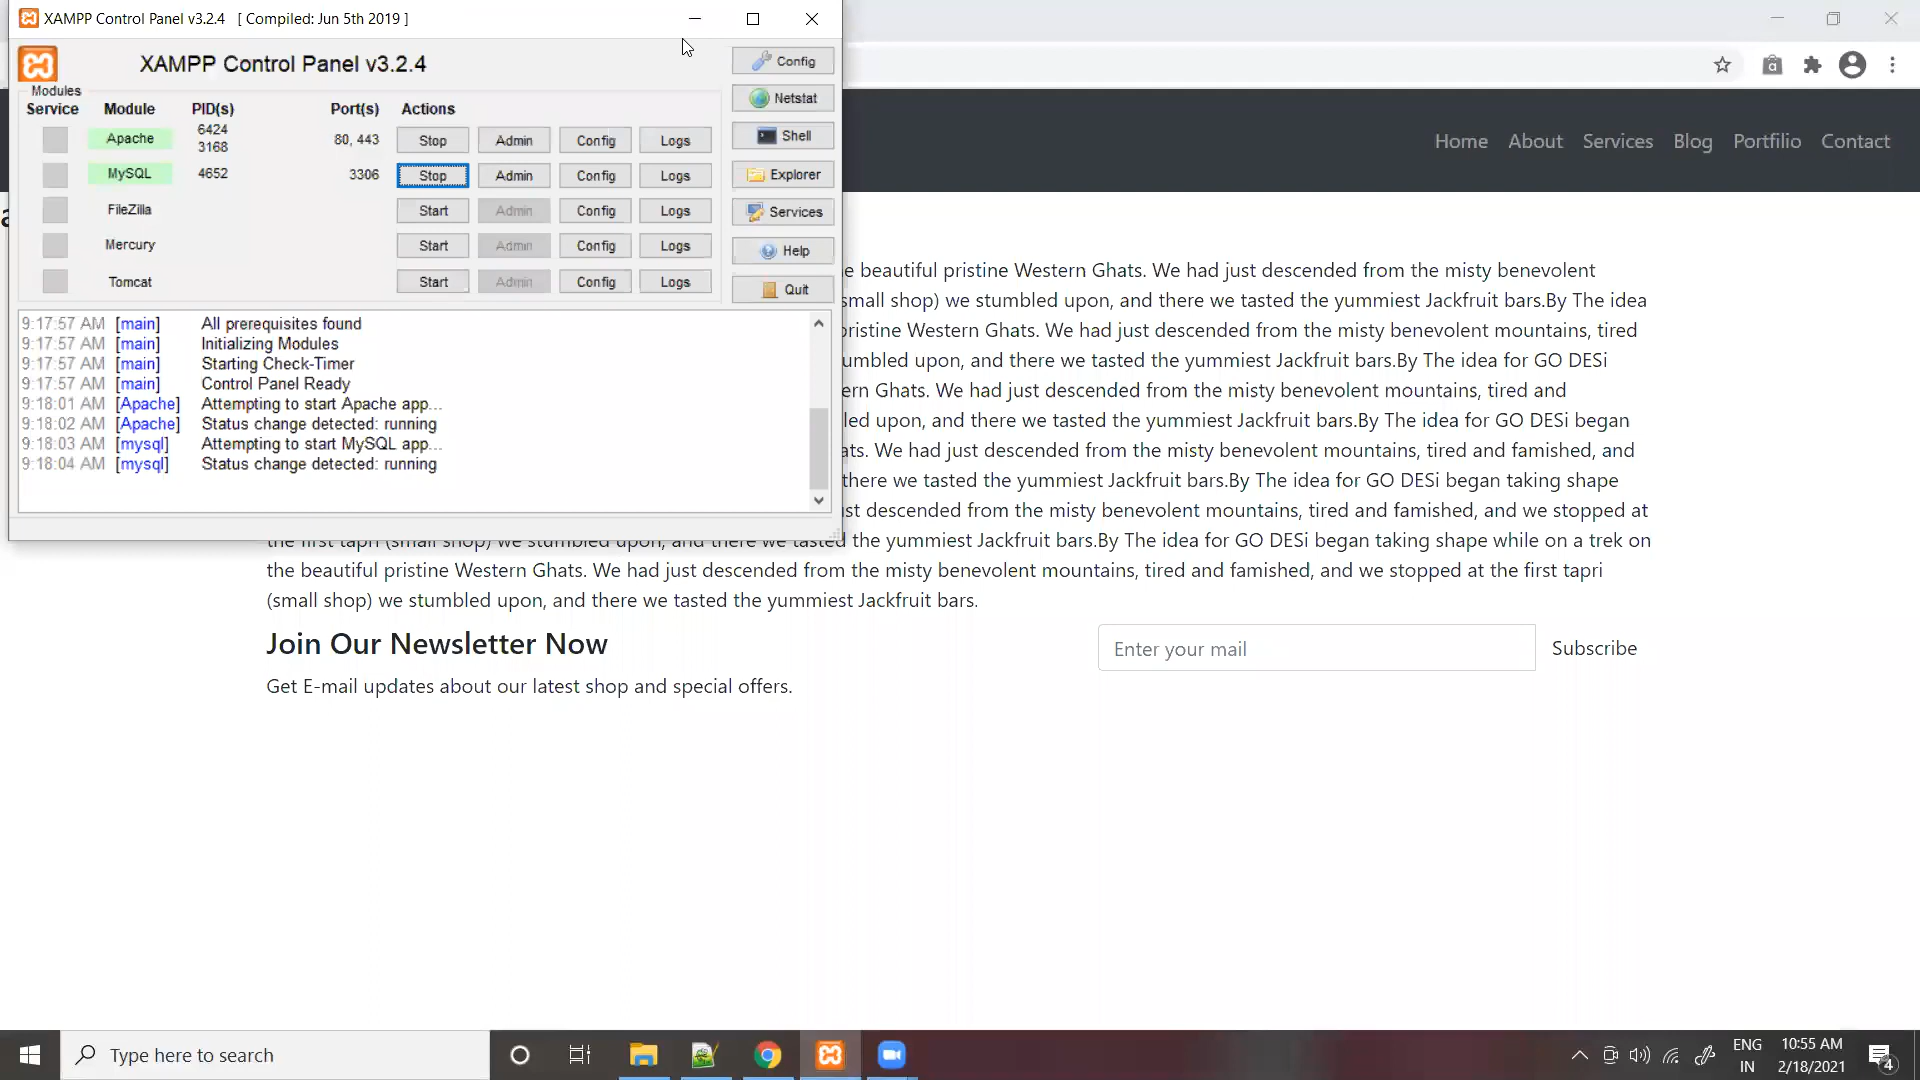 XAMPP Control Panel v3.2.4 [ Compiled: Jun 5th 2019 ]
XAMPP Control Panel v3.2.4
Config
Modules
Service Module PID(s) Port(s) Actions
Netstat
Apache 6424 3168 80, 443 Stop Admin Config Logs
Shell
MySQL 4652 3306 Stop Admin Config Logs
Explorer
FileZilla Start Admin Config Logs
Services
Mercury Start Admin Config Logs
Help
Tomcat Start Admin Config Logs
Quit
9:17:57 AM [main] All prerequisites found
9:17:57 AM [main] Initializing Modules
9:17:57 AM [main] Starting Check-Timer
9:17:57 AM [main] Control Panel Ready
9:18:01 AM [Apache] Attempting to start Apache app...
9:18:02 AM [Apache] Status change detected: running
9:18:03 AM [mysql] Attempting to start MySQL app...
9:18:04 AM [mysql] Status change detected: running
Home About Services Blog Portfilio Contact
beautiful pristine Western Ghats. We had just descended from the misty benevolent
small shop) we stumbled upon, and there we tasted the yummiest Jackfruit bars.By The idea
pristine Western Ghats. We had just descended from the misty benevolent mountains, tired
upon, and there we tasted the yummiest Jackfruit bars.By The idea for GO DESi
Ghats. We had just descended from the misty benevolent mountains, tired and
upon, and there we tasted the yummiest Jackfruit bars.By The idea for GO DESi began
We had just descended from the misty benevolent mountains, tired and famished, and
there we tasted the yummiest Jackfruit bars.By The idea for GO DESi began taking shape
descended from the misty benevolent mountains, tired and famished, and we stopped at
the first tapri (small shop) we stumbled upon, and there we tasted the yummiest Jackfruit bars.By The idea for GO DESi began taking shape while on a trek on
the beautiful pristine Western Ghats. We had just descended from the misty benevolent mountains, tired and famished, and we stopped at the first tapri
(small shop) we stumbled upon, and there we tasted the yummiest Jackfruit bars.
Join Our Newsletter Now
Enter your mail
Subscribe
Get E-mail updates about our latest shop and special offers.
Type here to search
ENG
IN
10:55 AM
2/18/2021
4